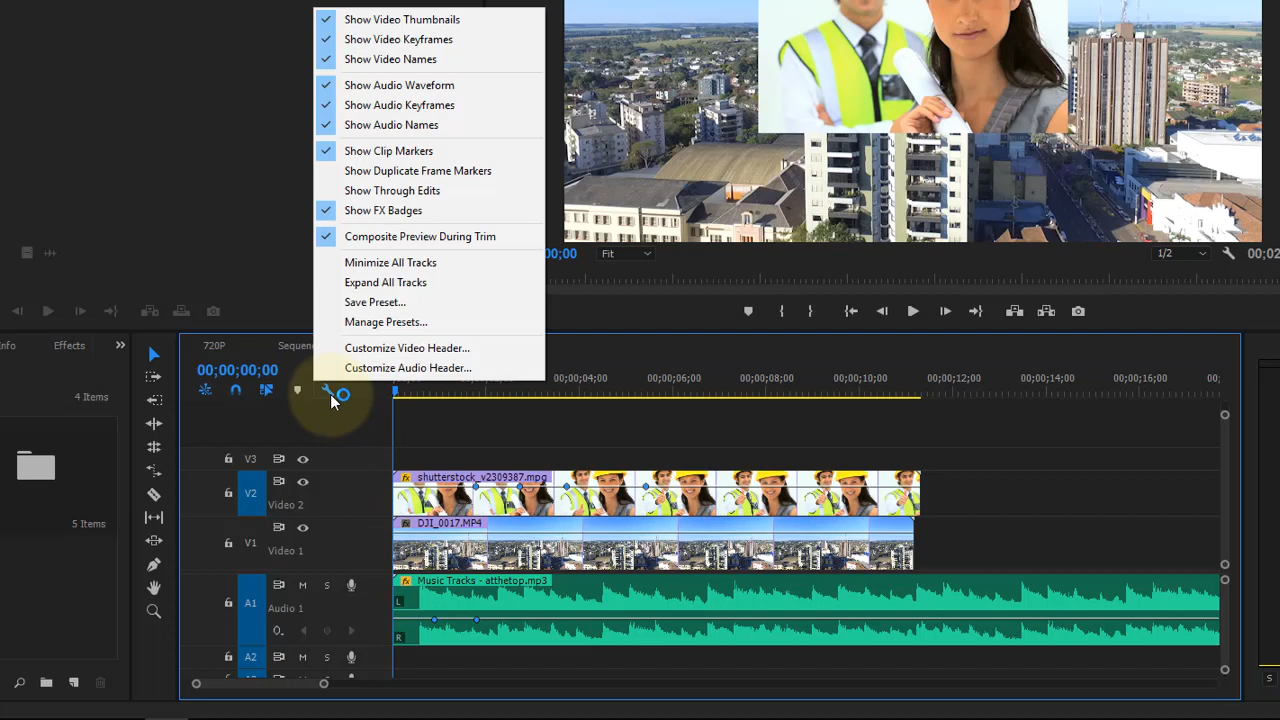 Show Video Thumbnails
Show Video Keyframes
Show Video Names
Show Audio Waveform
Show Audio Keyframes
Show Audio Names
Show Clip Markers
Show Duplicate Frame Markers
Show Through Edits
Show FX Badges
Composite Preview During Trim
Minimize All Tracks
Expand All Tracks
Save Preset...
Manage Presets...
Customize Video Header...
Customize Audio Header...
00;00 Fit 1/2 00;02
nfo Effects
720P Sequenc
00;00;00;00
4 Items
00;00;04;00 00;00;06;00 00;00;08;00 00;00;10;00 00;00;12;00 00;00;14;00 00;00;16;00 00;
V3
V2 Video 2
fx shutterstock_v2309387.mpg
5 Items
V1 Video 1
fx DJI_0017.MP4
A1 M S Audio 1
fx Music Tracks - atthetop.mp3
L
R
A2 M S
S